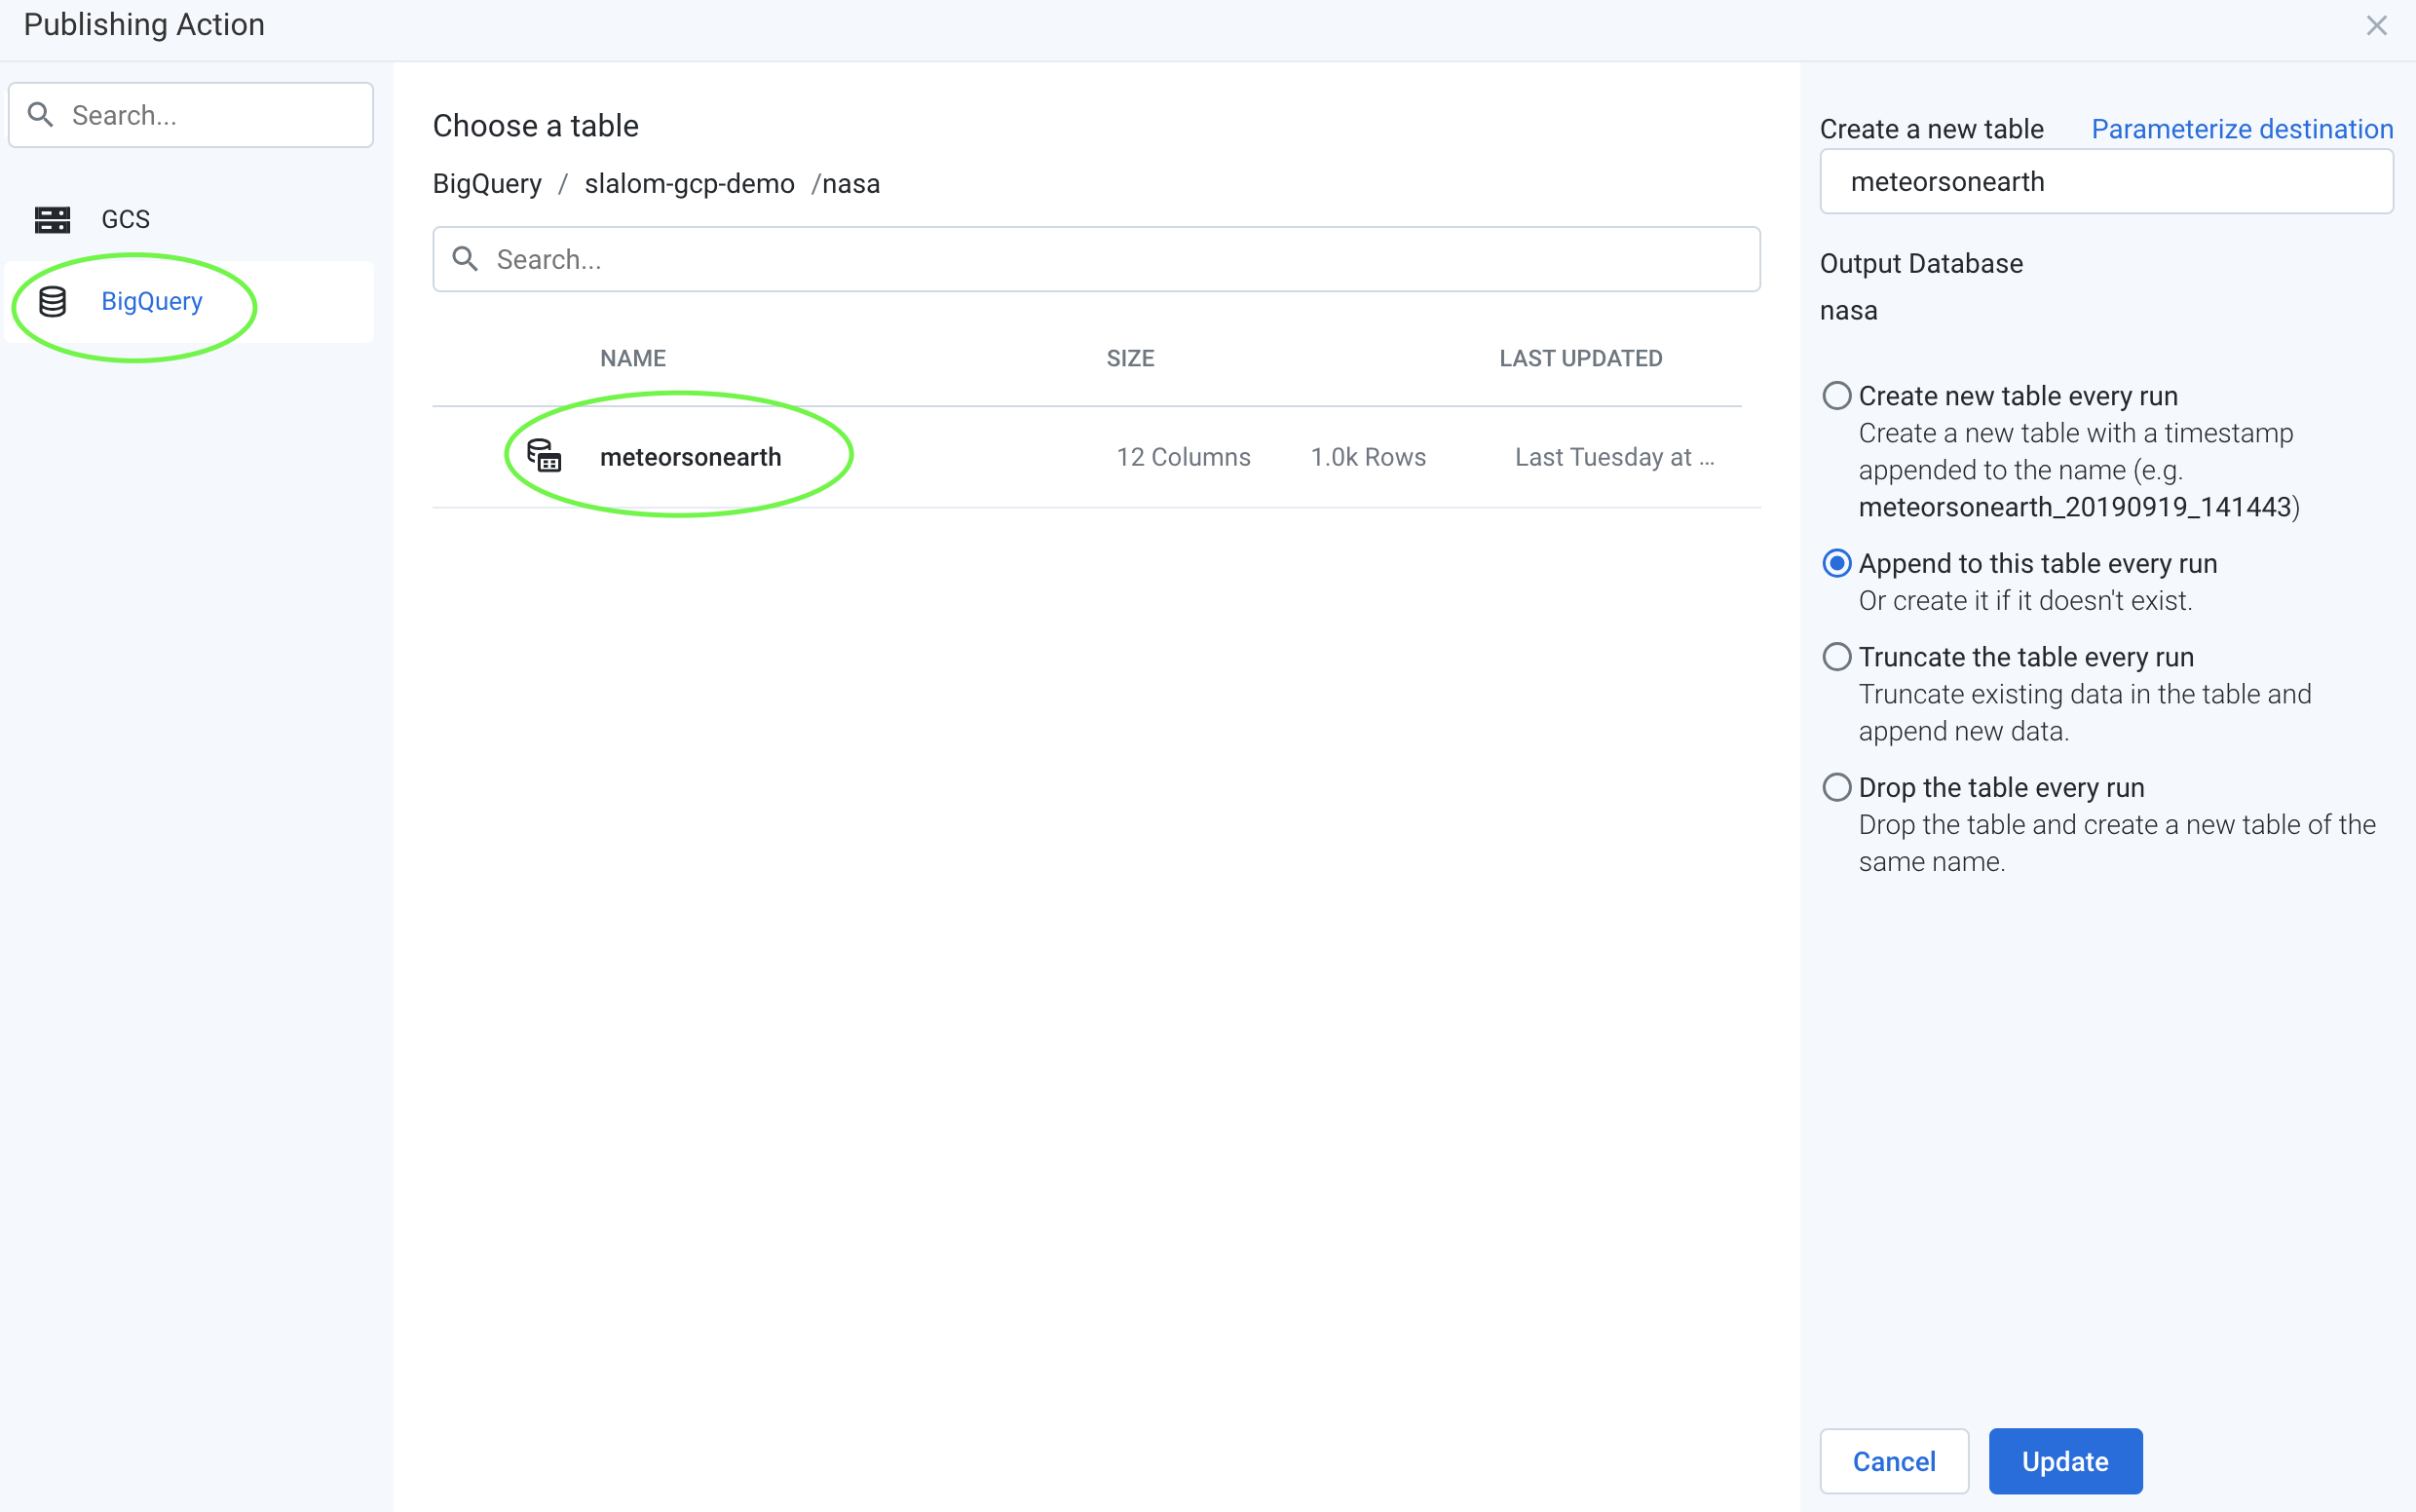 Publishing Action
Search...
GCS
BigQuery
Choose a table
BigQuery / slalom-gcp-demo /nasa
Search...
NAME SIZE LAST UPDATED
meteorsonearth 12 Columns 1.0k Rows Last Tuesday at ...
Create a new table Parameterize destination
meteorsonearth
Output Database
nasa
Create new table every run
Create a new table with a timestamp
appended to the name (e.g.
meteorsonearth_20190919_141443)
Append to this table every run
Or create it if it doesn't exist.
Truncate the table every run
Truncate existing data in the table and
append new data.
Drop the table every run
Drop the table and create a new table of the
same name.
Cancel Update